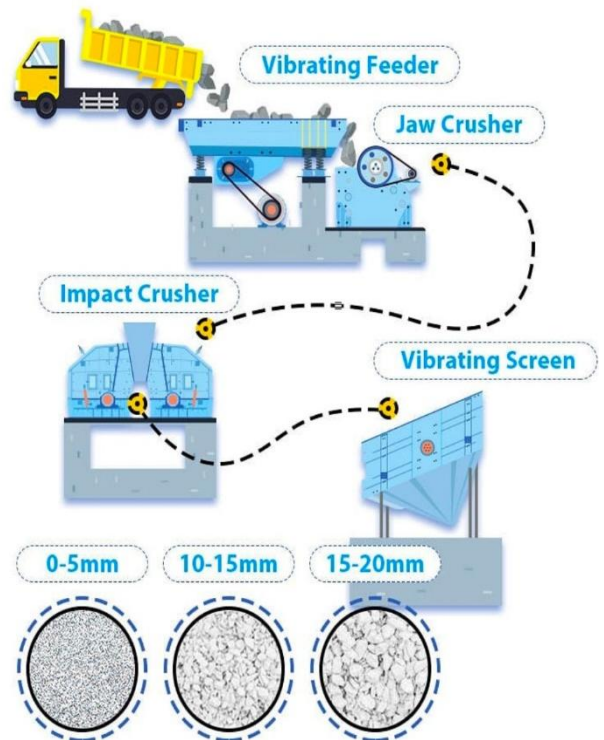 Vibrating Feeder
Jaw Crusher
Impact Crusher
Vibrating Screen
0-5mm
10-15mm
15-20mm